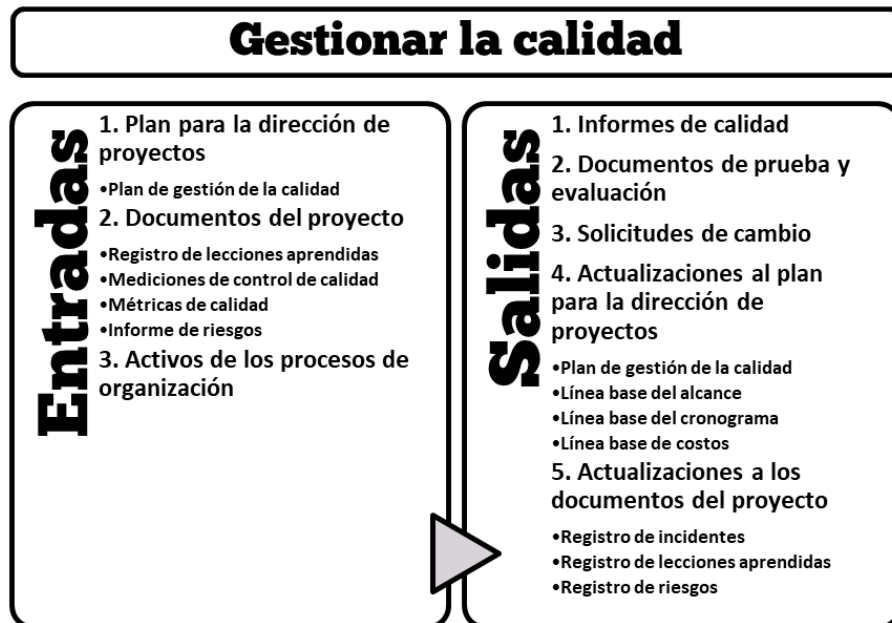 Gestionar la calidad
Entradas
1. Plan para la dirección de
proyectos
•Plan de gestión de la calidad
2. Documentos del proyecto
•Registro de lecciones aprendidas
•Mediciones de control de calidad
•Métricas de calidad
•Informe de riesgos
3. Activos de los procesos de
organización
Salidas
1. Informes de calidad
2. Documentos de prueba y
evaluación
3. Solicitudes de cambio
4. Actualizaciones al plan
para la dirección de
proyectos
•Plan de gestión de la calidad
•Línea base del alcance
•Línea base del cronograma
•Línea base de costos
5. Actualizaciones a los
documentos del proyecto
•Registro de incidentes
•Registro de lecciones aprendidas
•Registro de riesgos